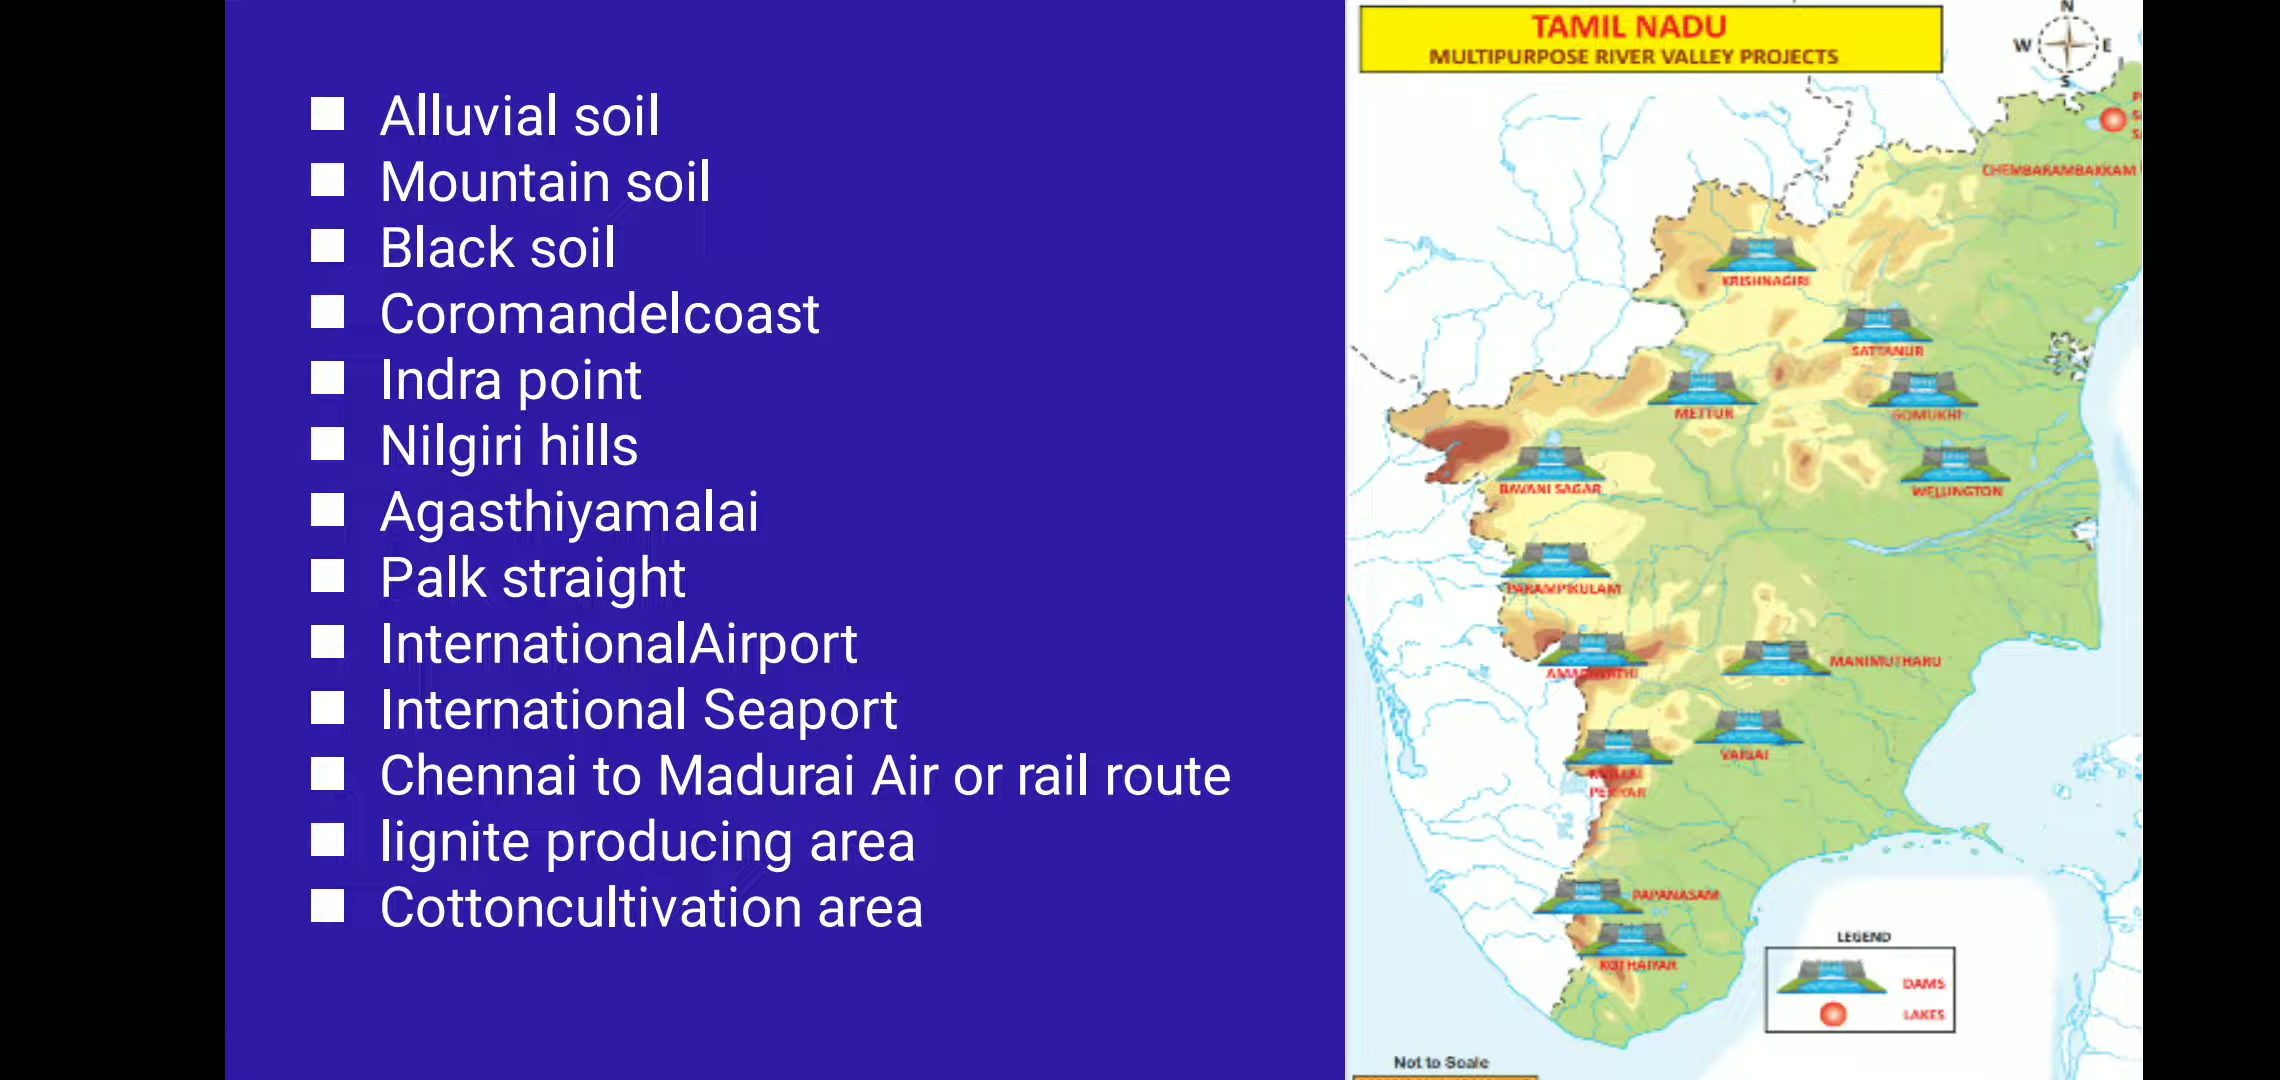 Alluvial soil
Mountain soil
Black soil
Coromandelcoast
Indra point
Nilgiri hills
Agasthiyamalai
Palk straight
InternationalAirport
International Seaport
Chennai to Madurai Air or rail route
lignite producing area
Cottoncultivation area
TAMIL NADU
MULTIPURPOSE RIVER VALLEY PROJECTS
N
W
E
S
CHEMBARAMBAKKAM
KRISHNAGIRI
SATTANUR
METTUR
GOMUKHI
BAVANI SAGAR
WELLINGTON
PARAMPIKULAM
MANIMUTHARU
VAIGAI
PERIYAR
PAPANASAM
KOTHAIYAR
LEGEND
DAMS
LAKES
Not to Scale